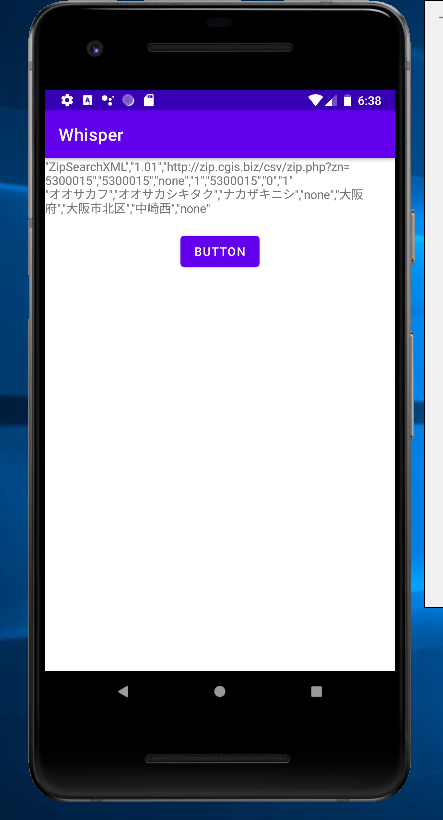 6:38
Whisper
"ZipSearchXML","1.01","http://zip.cgis.biz/csv/zip.php?zn=
5300015","5300015","none","1","5300015","0","1"
"オオサカフ","オオサカシキタク","ナカザキニシ","none","大阪
府","大阪市北区","中崎西","none"
BUTTON